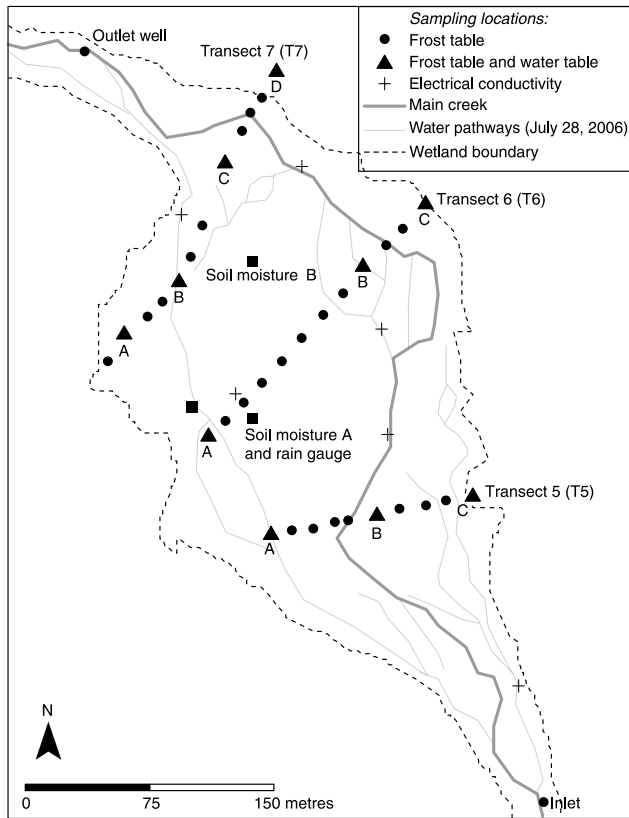 Sampling locations:
Frost table
Frost table and water table
Electrical conductivity
Main creek
Water pathways (July 28, 2006)
Wetland boundary
Outlet well
Transect 7 (T7)
D
C
Transect 6 (T6)
C
Soil moisture B
B
B
A
A
Soil moisture A
and rain gauge
Transect 5 (T5)
C
B
A
N
0 75 150 metres
Inlet